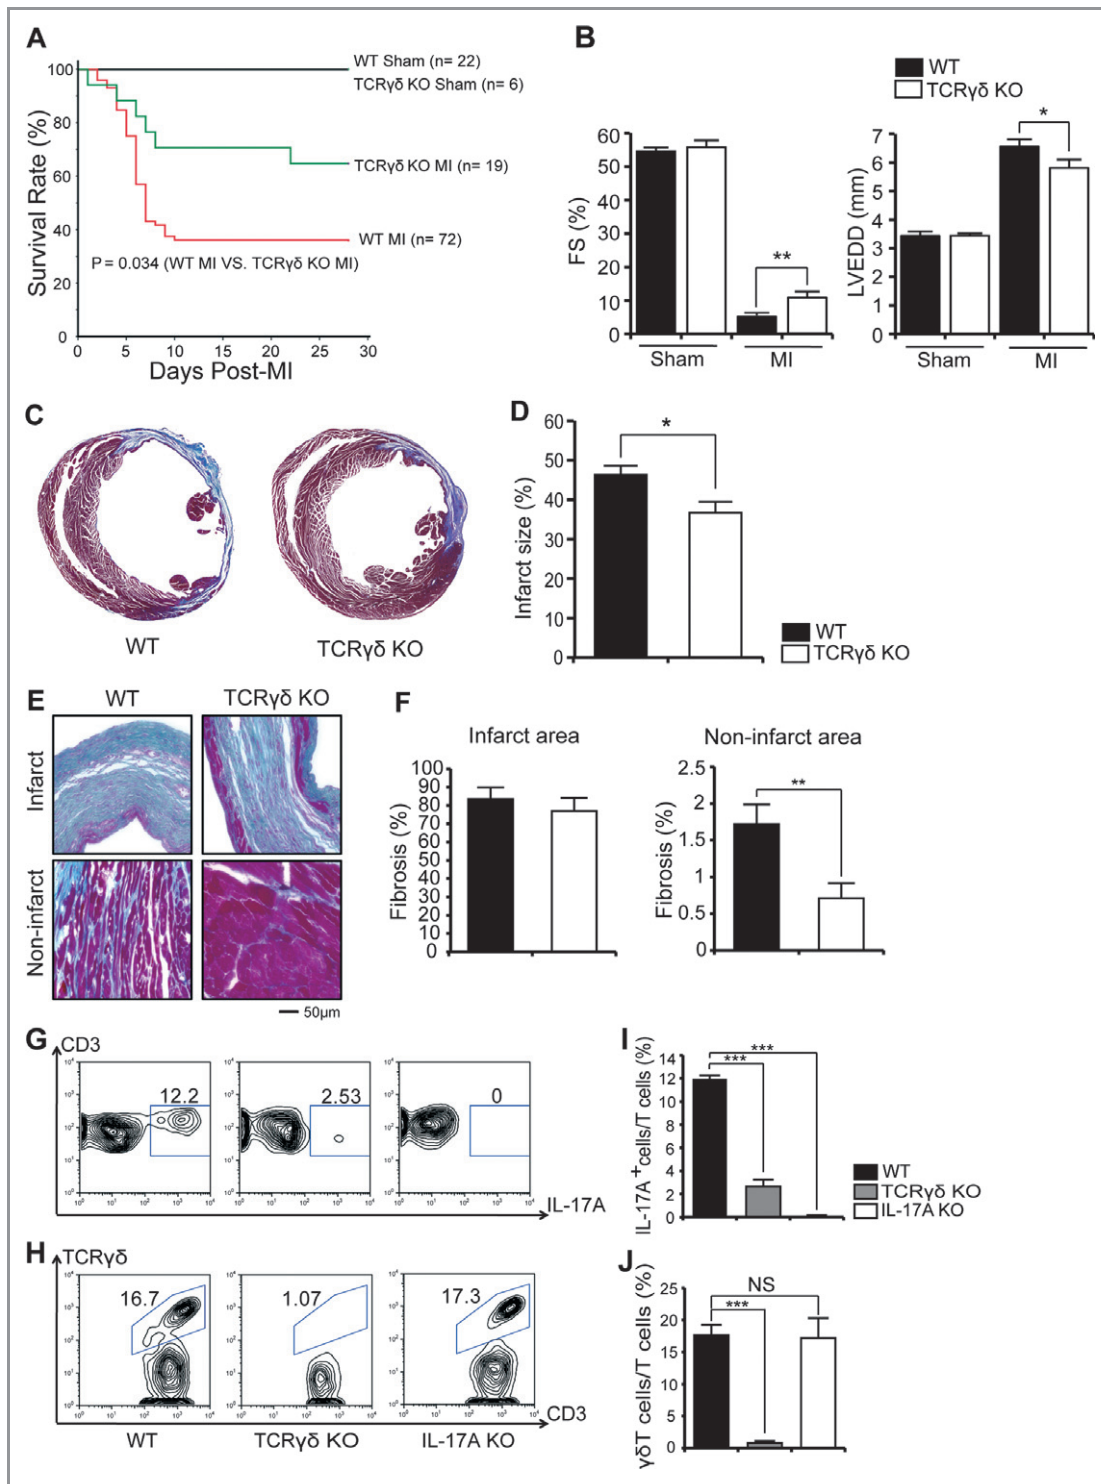 A
WT Sham (n= 22)
TCRγδ KO Sham (n= 6)
TCRγδ KO MI (n= 19)
WT MI (n= 72)
P = 0.034 (WT MI VS. TCRγδ KO MI)
Survival Rate (%)
100
80
60
40
20
0
0 5 10 15 20 25 30
Days Post-MI
B
WT
TCRγδ KO
FS (%)
60
50
40
30
20
10
0
**
Sham MI
LVEDD (mm)
7
6
5
4
3
2
1
0
*
Sham MI
C
WT TCRγδ KO
D
Infarct size (%)
60
50
40
30
20
10
0
*
WT
TCRγδ KO
E
WT TCRγδ KO
Infarct
Non-infarct
50μm
F
Infarct area
Fibrosis (%)
100
90
80
70
60
50
40
30
20
10
0
Non-infarct area
Fibrosis (%)
2.5
2
1.5
1
0.5
0
**
G
CD3
12.2 2.53 0
IL-17A
H
TCRγδ
16.7 1.07 17.3
CD3
WT TCRγδ KO IL-17A KO
I
IL-17A+cells/T cells (%)
14
12
10
8
6
4
2
0
***
***
WT
TCRγδ KO
IL-17A KO
J
γδT cells/T cells (%)
25
20
15
10
5
0
NS
***